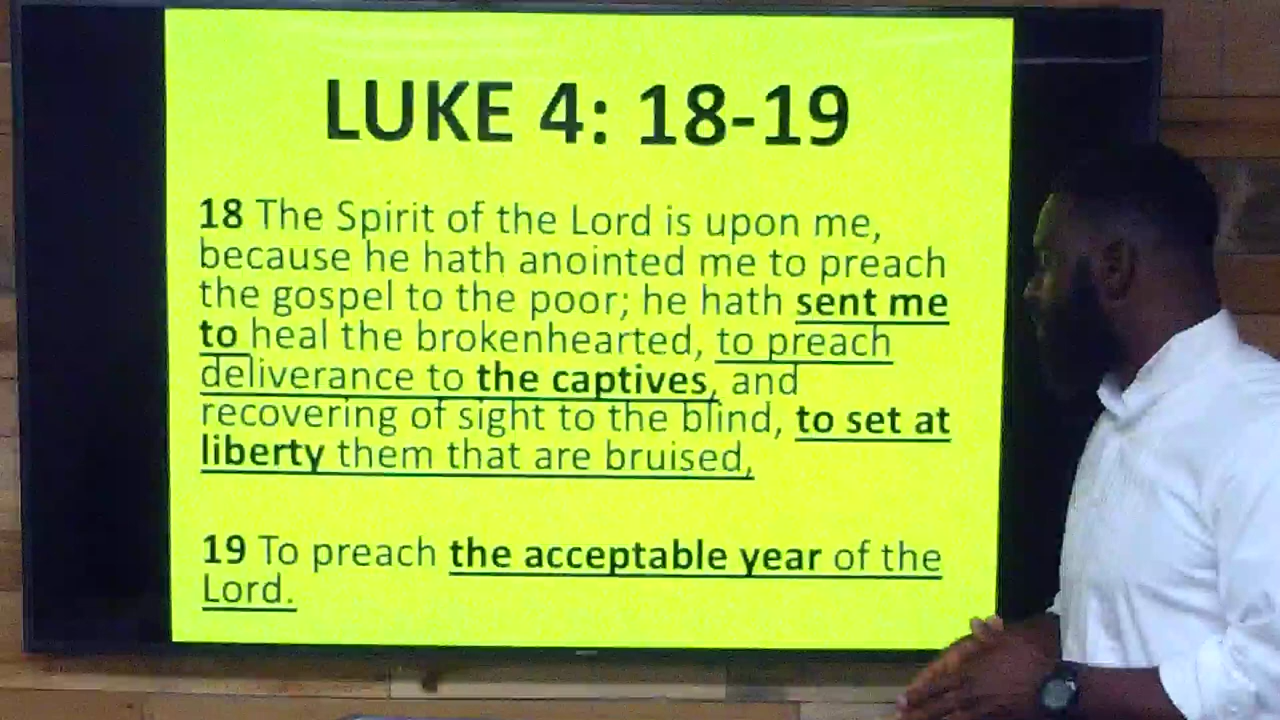 LUKE 4: 18-19
18 The Spirit of the Lord is upon me,
because he hath anointed me to preach
the gospel to the poor; he hath sent me
to heal the brokenhearted, to preach
deliverance to the captives, and
recovering of sight to the blind, to set at
liberty them that are bruised,
19 To preach the acceptable year of the
Lord.